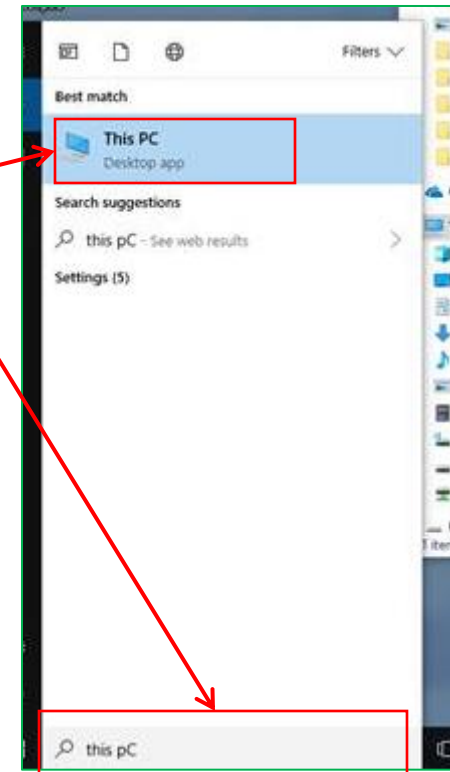 Filters
Best match
This PC
Desktop app
Search suggestions
this pC - See web results
Settings (5)
this pC